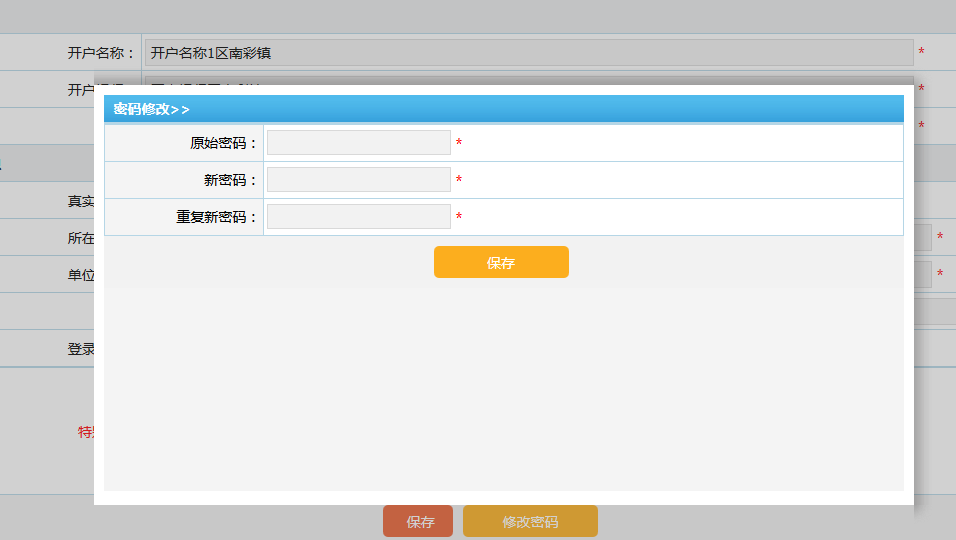 开户名称： 开户名称1区南彩镇 *
开户 *
*
密码修改>>
原始密码： *
新密码： *
重复新密码： *
保存
真实
所在 *
单位 *
登录
特
保存 修改密码